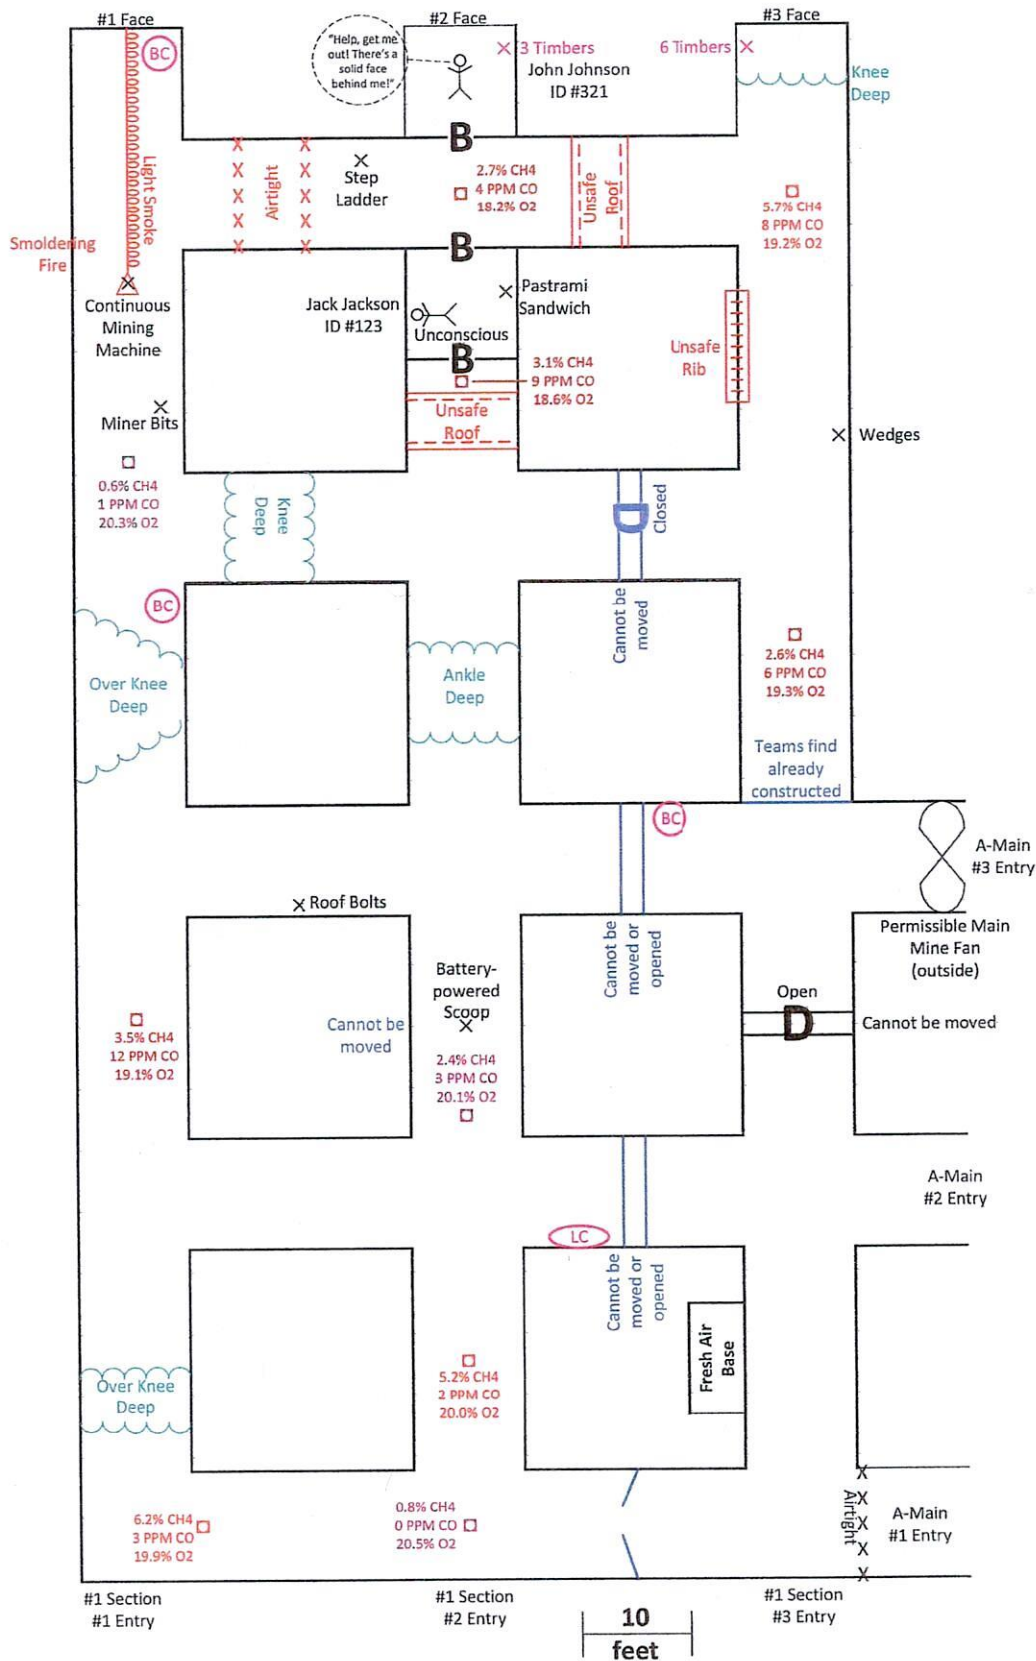 #1 Face
#2 Face
#3 Face
BC
"Help, get me
out! There's a
solid face
behind me!"
3 Timbers
John Johnson
ID #321
6 Timbers
Knee
Deep
B
Light Smoke
X X
X X
X X
X X
X X
Airtight
Step
Ladder
2.7% CH4
4 PPM CO
18.2% O2
Unsafe
Roof
5.7% CH4
8 PPM CO
19.2% O2
Smoldering
Fire
B
Continuous
Mining
Machine
Jack Jackson
ID #123
Pastrami
Sandwich
Unconscious
B
3.1% CH4
9 PPM CO
18.6% O2
Unsafe
Rib
Unsafe
Roof
Miner Bits
Wedges
0.6% CH4
1 PPM CO
20.3% O2
Knee
Deep
D
Closed
BC
Cannot be
moved
Over Knee
Deep
Ankle
Deep
2.6% CH4
6 PPM CO
19.3% O2
Teams find
already
constructed
BC
A-Main
#3 Entry
Roof Bolts
Cannot be
moved or
opened
Permissible Main
Mine Fan
(outside)
Battery-
powered
Scoop
Open
D
Cannot be moved
Cannot be
moved
3.5% CH4
12 PPM CO
19.1% O2
2.4% CH4
3 PPM CO
20.1% O2
A-Main
#2 Entry
LC
Cannot be
moved or
opened
Fresh Air
Base
Over Knee
Deep
5.2% CH4
2 PPM CO
20.0% O2
6.2% CH4
3 PPM CO
19.9% O2
0.8% CH4
0 PPM CO
20.5% O2
Airtight
X
X
X
X
X
A-Main
#1 Entry
#1 Section
#1 Entry
#1 Section
#2 Entry
#1 Section
#3 Entry
10
feet